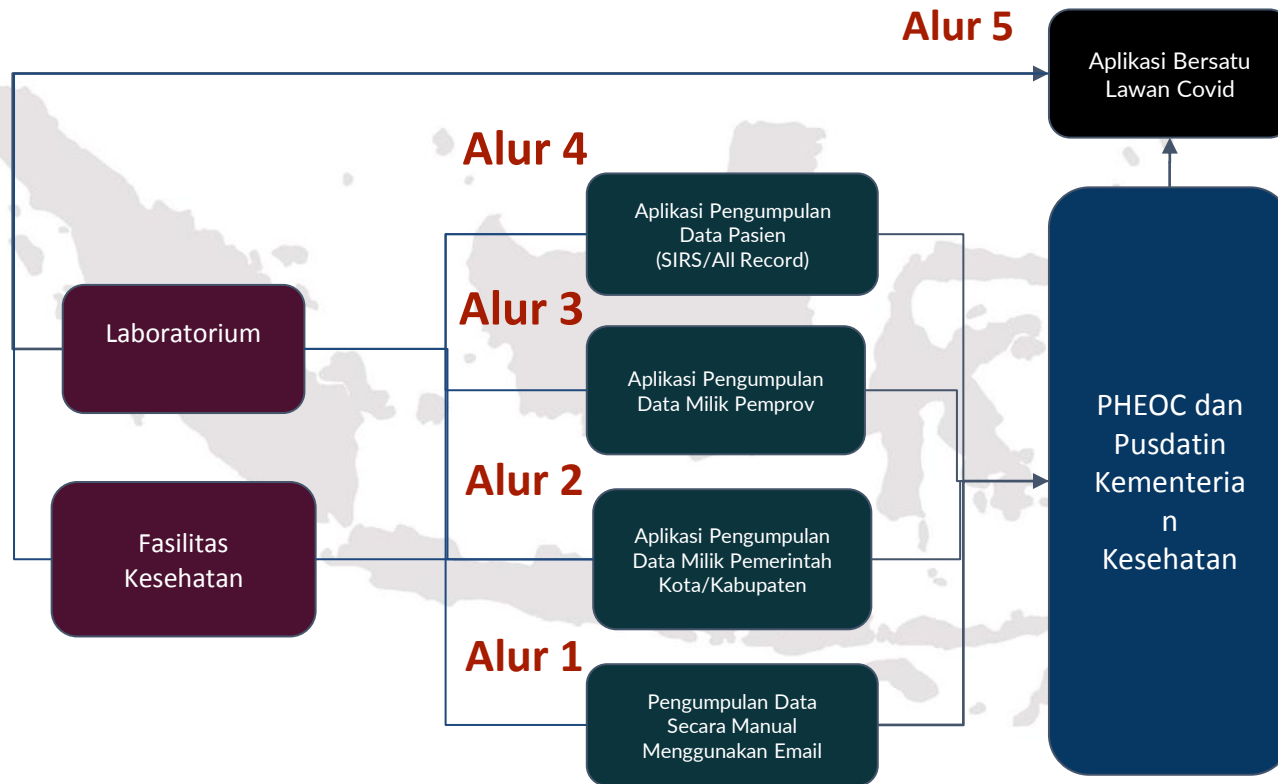 Alur 5
Aplikasi Bersatu
Lawan Covid
Alur 4
Aplikasi Pengumpulan
Data Pasien
(SIRS/All Record)
Alur 3
Laboratorium
Aplikasi Pengumpulan
Data Milik Pemprov
PHEOC dan
Pusdatin
Kementeria
n
Kesehatan
Alur 2
Fasilitas
Kesehatan
Aplikasi Pengumpulan
Data Milik Pemerintah
Kota/Kabupaten
Alur 1
Pengumpulan Data
Secara Manual
Menggunakan Email